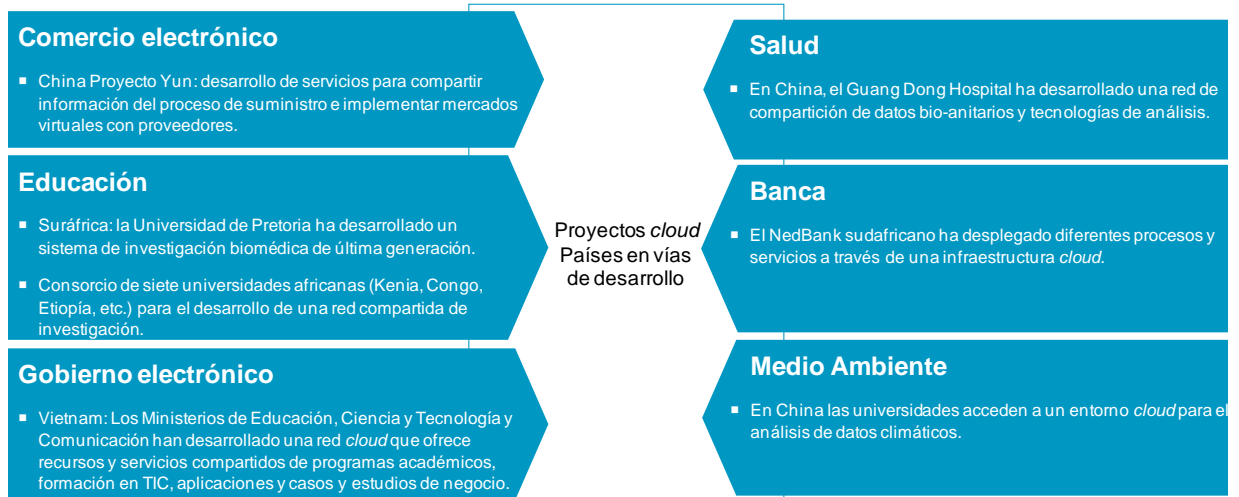 Comercio electrónico
▪ China Proyecto Yun: desarrollo de servicios para compartir
información del proceso de suministro e implementar mercados
virtuales con proveedores.
Educación
▪ Suráfrica: la Universidad de Pretoria ha desarrollado un
sistema de investigación biomédica de última generación.
▪ Consorcio de siete universidades africanas (Kenia, Congo,
Etiopía, etc.) para el desarrollo de una red compartida de
investigación.
Gobierno electrónico
▪ Vietnam: Los Ministerios de Educación, Ciencia y Tecnología y
Comunicación han desarrollado una red cloud que ofrece
recursos y servicios compartidos de programas académicos,
formación en TIC, aplicaciones y casos y estudios de negocio.
Proyectos cloud
Países en vías
de desarrollo
Salud
▪ En China, el Guang Dong Hospital ha desarrollado una red de
compartición de datos bio-anitarios y tecnologías de análisis.
Banca
▪ El NedBank sudafricano ha desplegado diferentes procesos y
servicios a través de una infraestructura cloud.
Medio Ambiente
▪ En China las universidades acceden a un entorno cloud para el
análisis de datos climáticos.